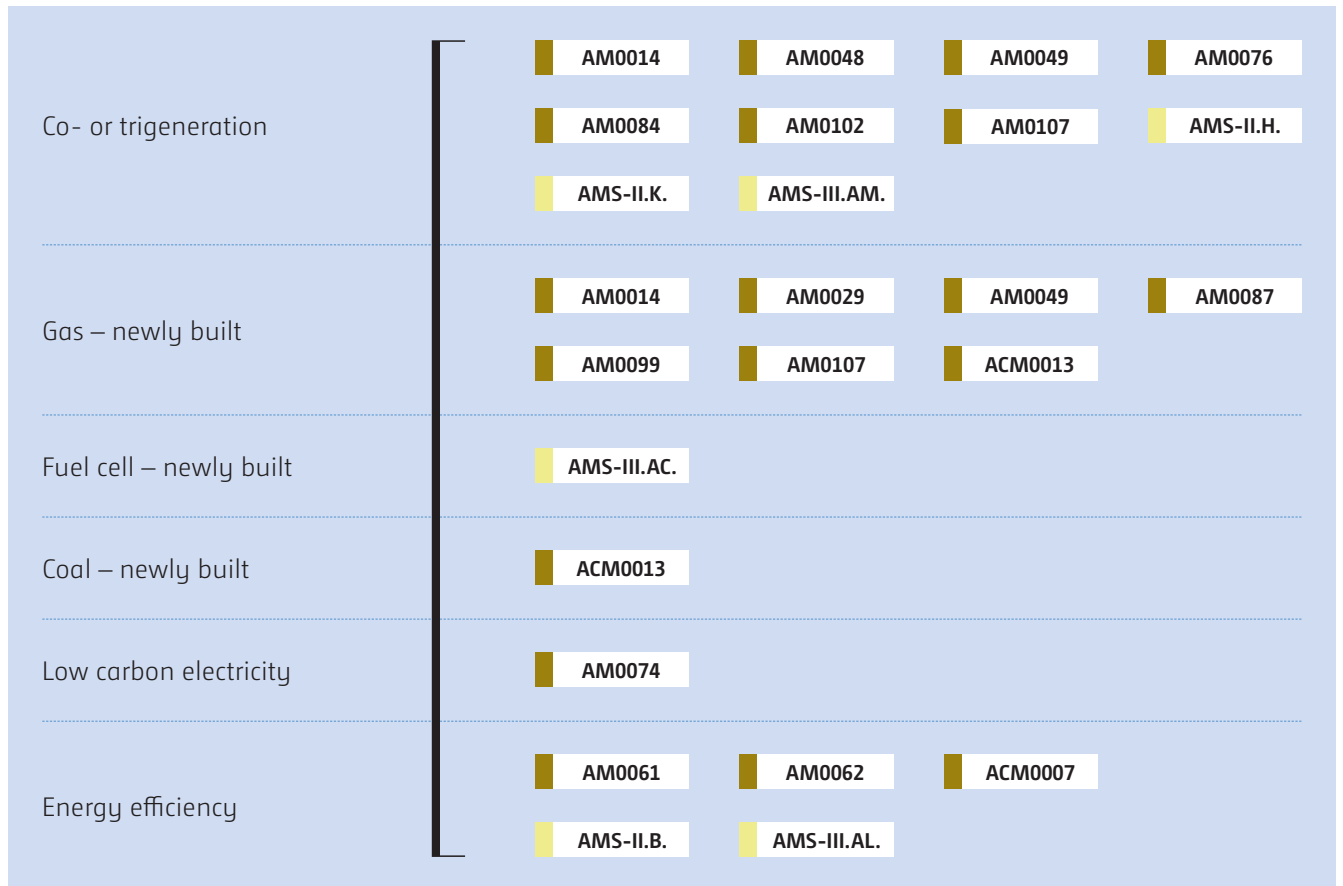 Co- or trigeneration
AM0014 AM0048 AM0049 AM0076
AM0084 AM0102 AM0107 AMS-II.H.
AMS-II.K. AMS-III.AM.
Gas – newly built
AM0014 AM0029 AM0049 AM0087
AM0099 AM0107 ACM0013
Fuel cell – newly built
AMS-III.AC.
Coal – newly built
ACM0013
Low carbon electricity
AM0074
Energy efficiency
AM0061 AM0062 ACM0007
AMS-II.B. AMS-III.AL.